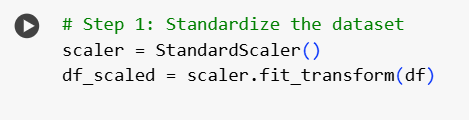 # Step 1: Standardize the dataset
scaler = StandardScaler()
df_scaled = scaler.fit_transform(df)